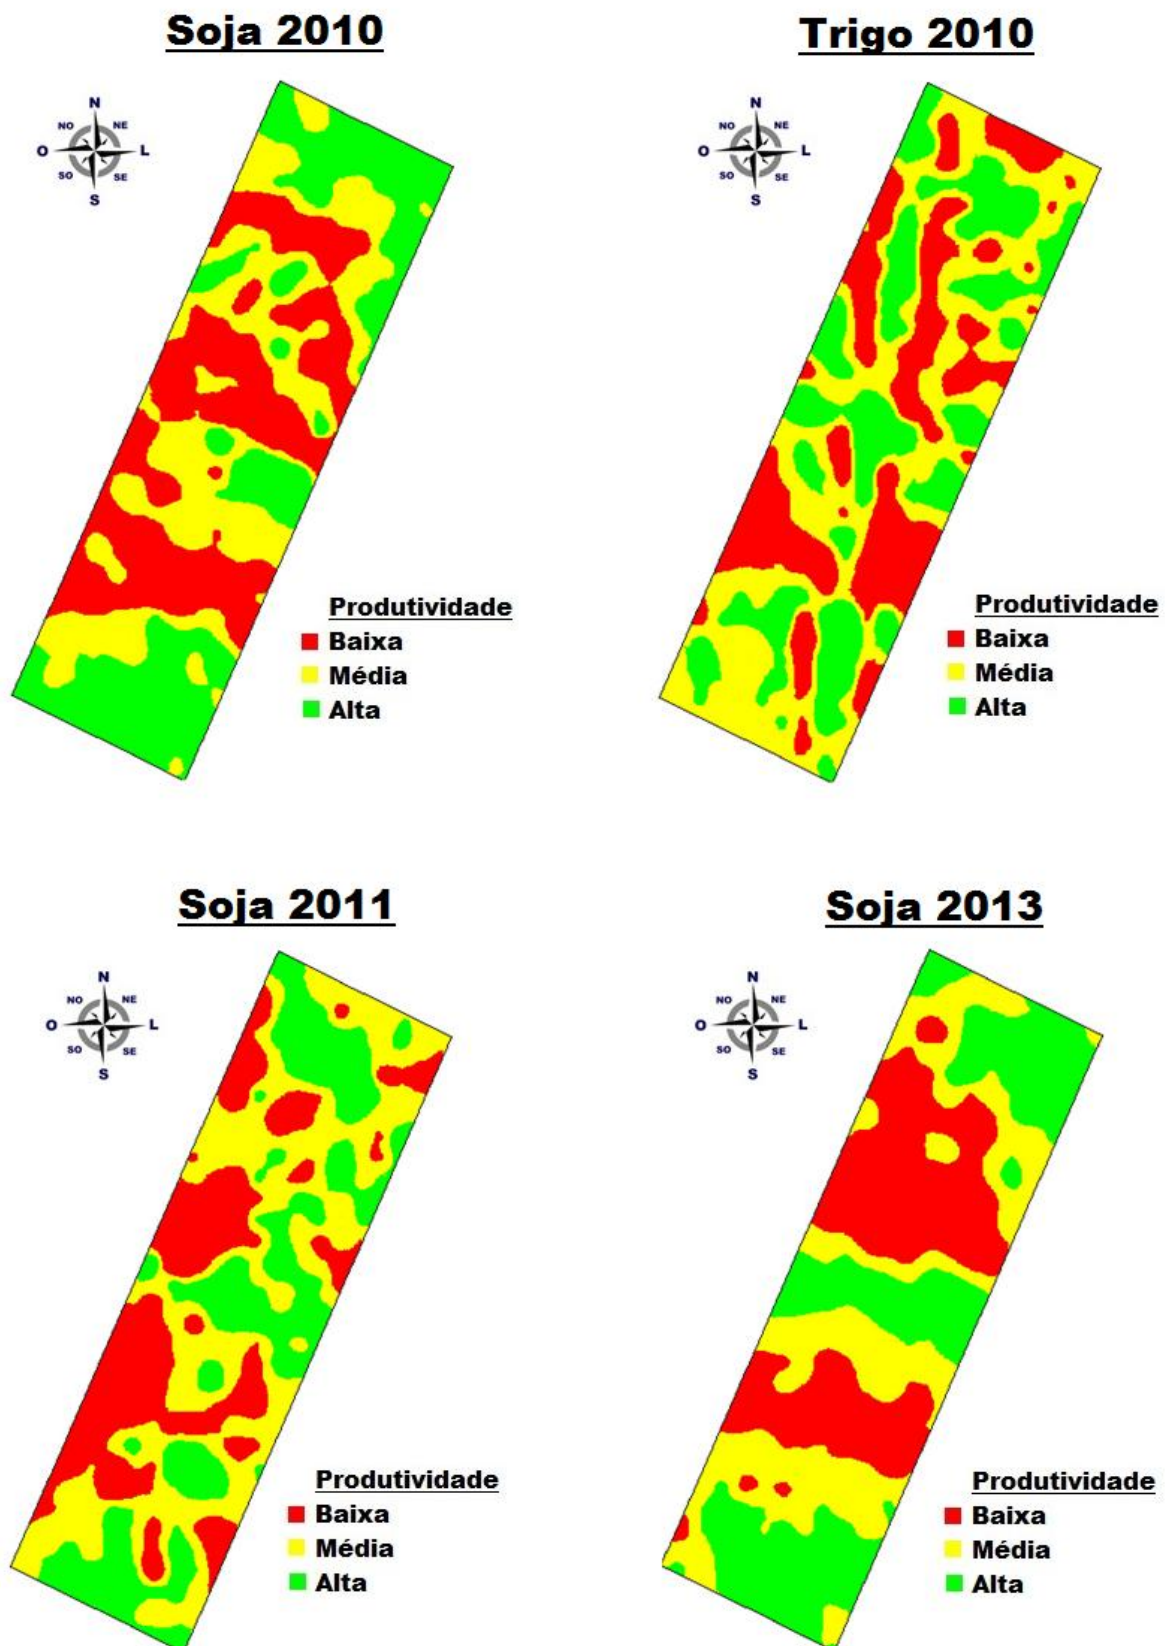 Soja 2010
N
NO NE
O L
SO SE
S
Produtividade
Baixa
Média
Alta
Trigo 2010
N
NO NE
O L
SO SE
S
Produtividade
Baixa
Média
Alta
Soja 2011
N
NO NE
O L
SO SE
S
Produtividade
Baixa
Média
Alta
Soja 2013
N
NO NE
O L
SO SE
S
Produtividade
Baixa
Média
Alta